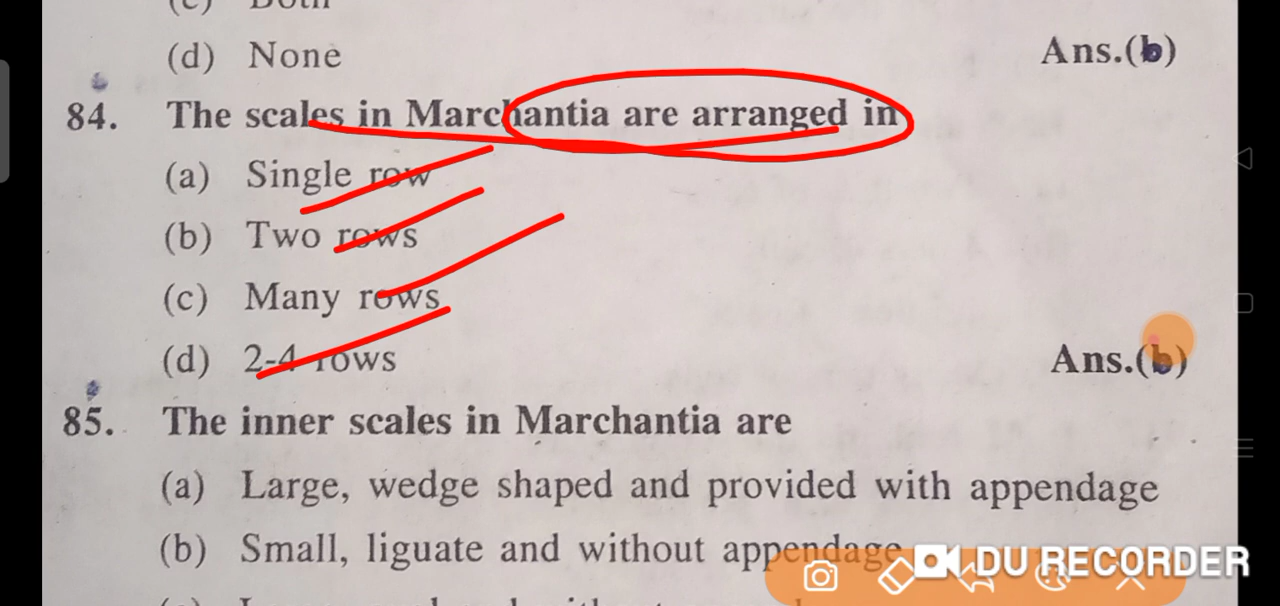 (d) None Ans.(b)
84. The scales in Marchantia are arranged in
(a) Single row
(b) Two rows
(c) Many rows
(d) 2-4 rows Ans.(b)
85. The inner scales in Marchantia are
(a) Large, wedge shaped and provided with appendage
(b) Small, liguate and without appendage
DU RECORDER